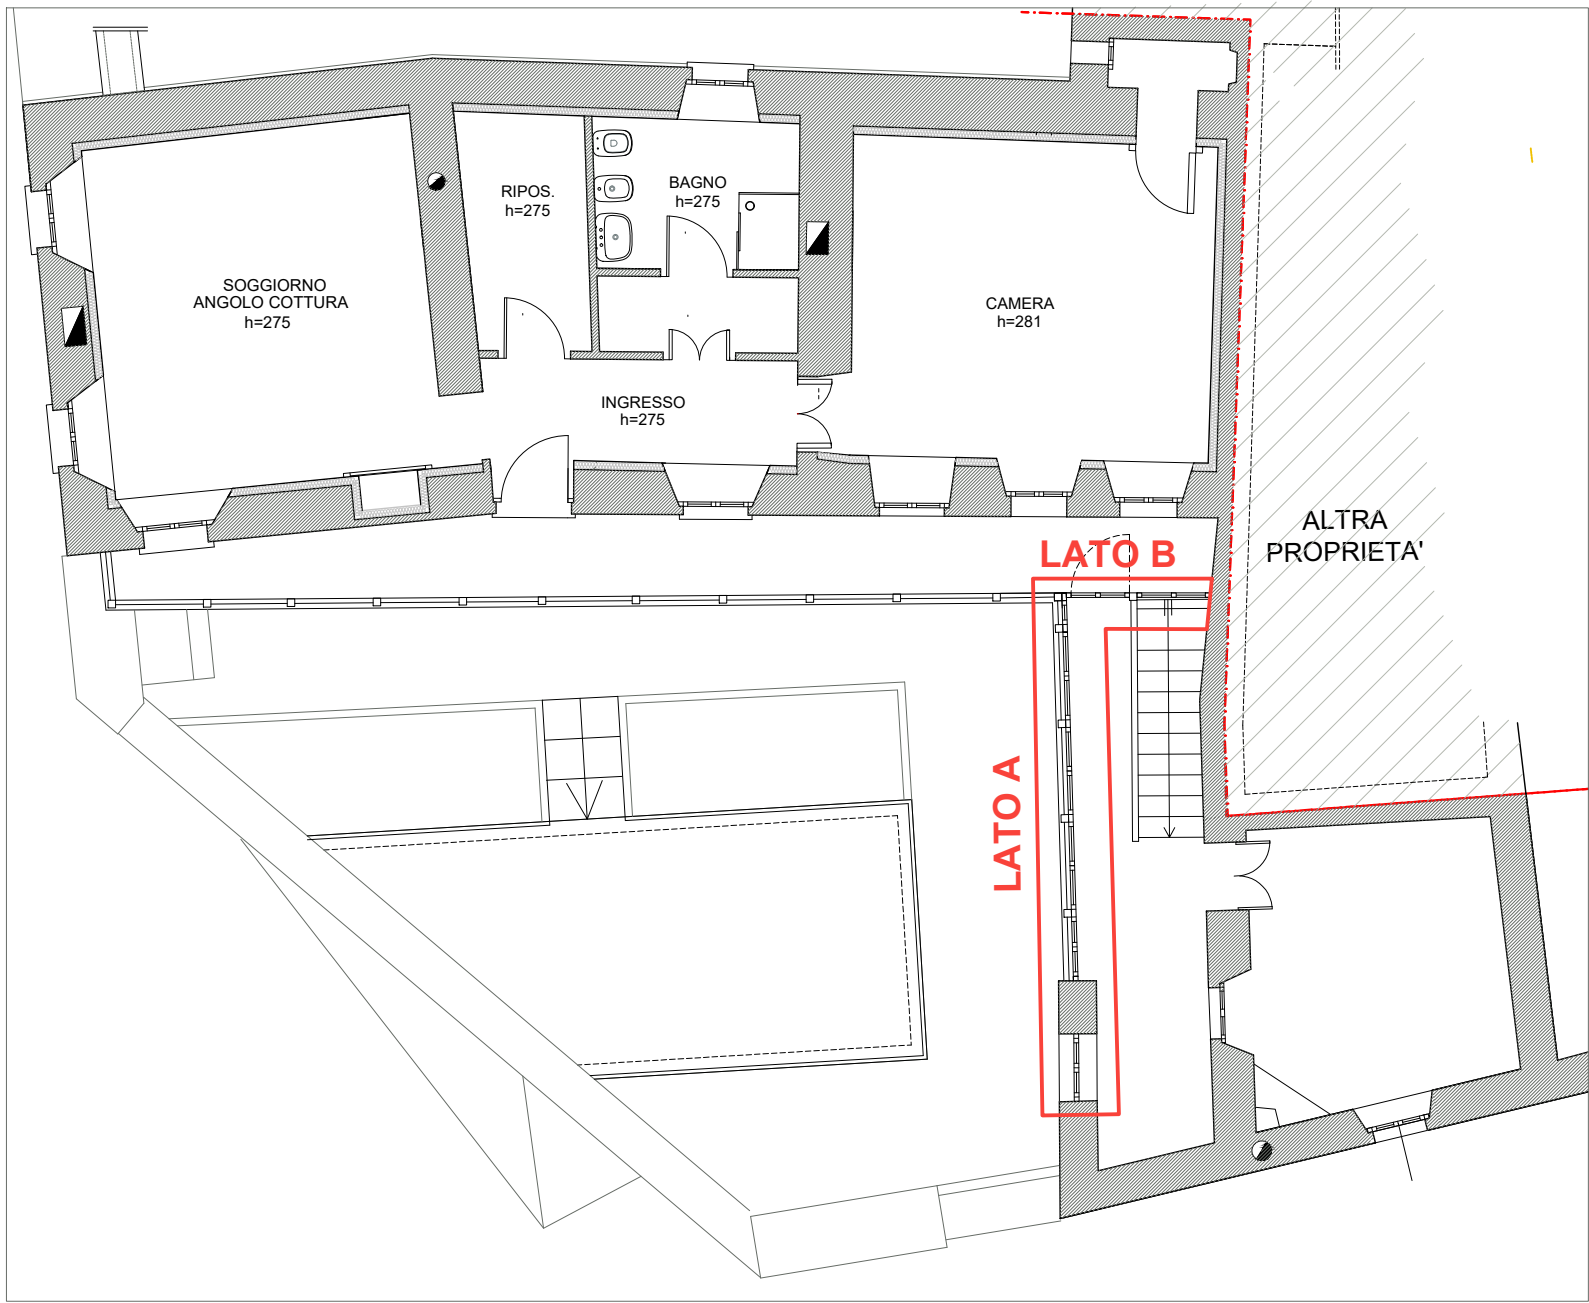 RIPOS.
h=275
BAGNO
h=275
SOGGIORNO
ANGOLO COTTURA
h=275
CAMERA
h=281
INGRESSO
h=275
ALTRA
PROPRIETA'
LATO B
LATO A